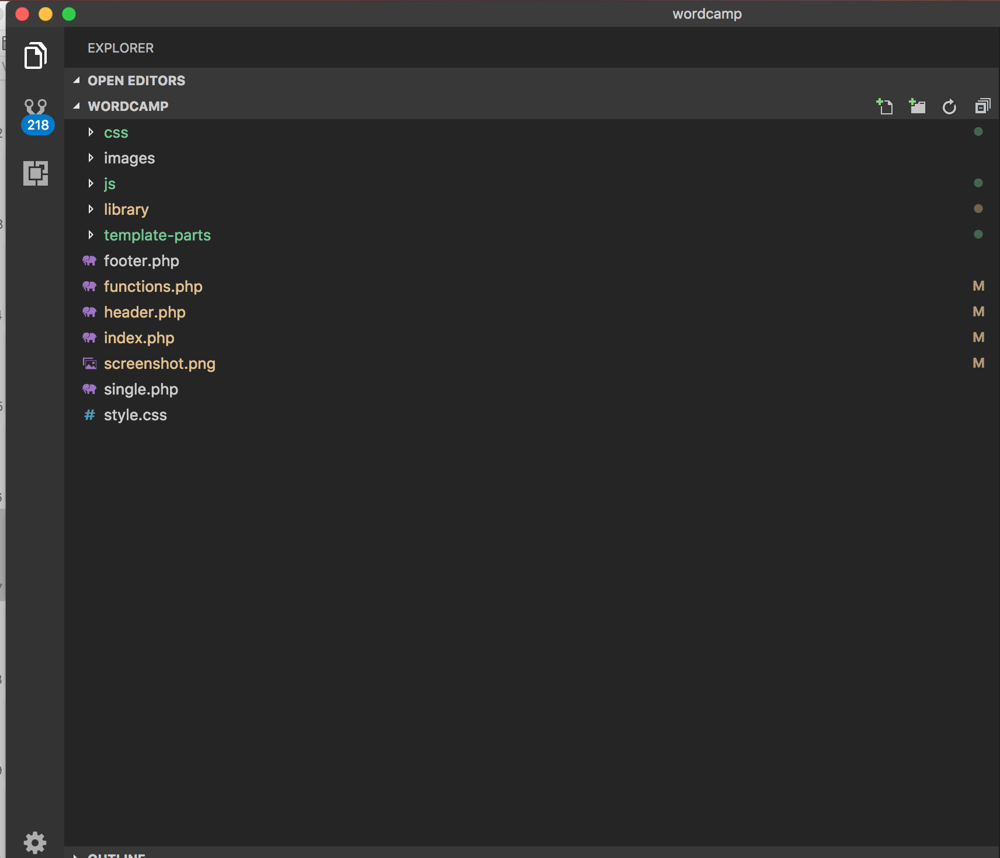 wordcamp
EXPLORER
OPEN EDITORS
WORDCAMP
218
css
images
js
library
template-parts
footer.php
functions.php M
header.php M
index.php M
screenshot.png M
single.php
# style.css
OUTLINE